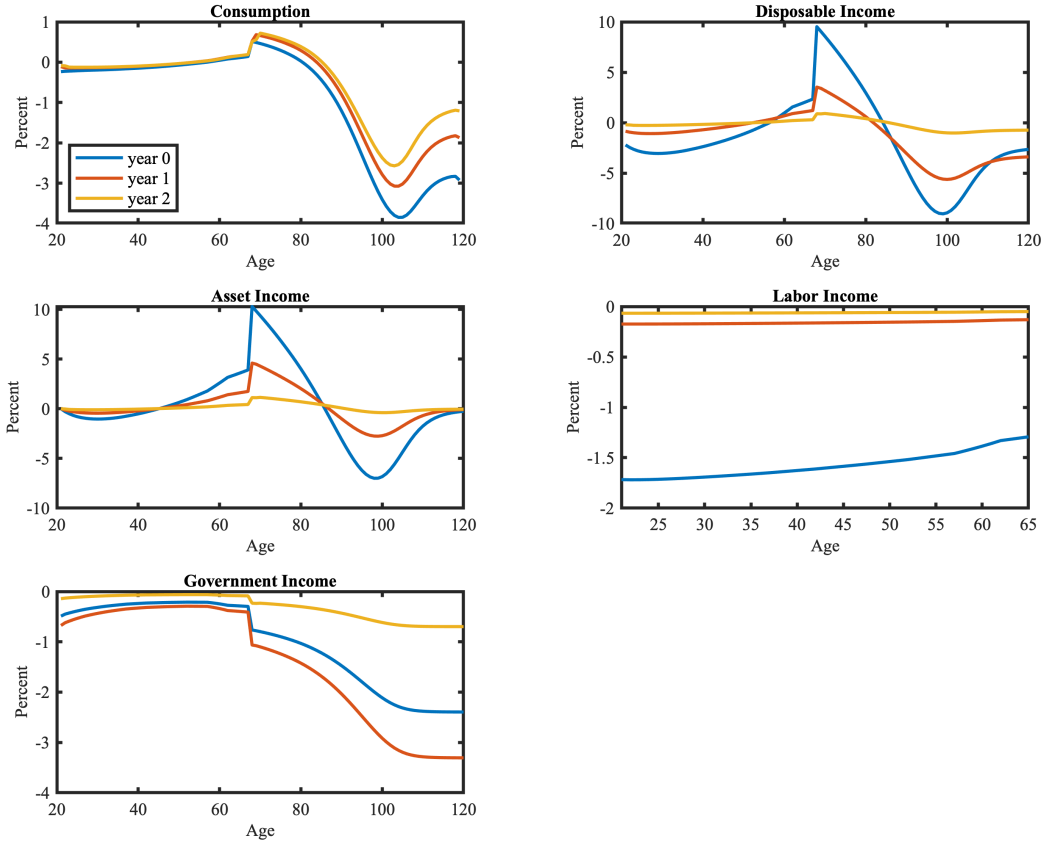 Consumption
1
0
-1
-2
-3
-4
Percent
year 0
year 1
year 2
20 40 60 80 100 120
Age
Disposable Income
10
5
0
-5
-10
Percent
20 40 60 80 100 120
Age
Asset Income
10
5
0
-5
-10
Percent
20 40 60 80 100 120
Age
Labor Income
0
-0.5
-1
-1.5
-2
Percent
25 30 35 40 45 50 55 60 65
Age
Government Income
0
-1
-2
-3
-4
Percent
20 40 60 80 100 120
Age